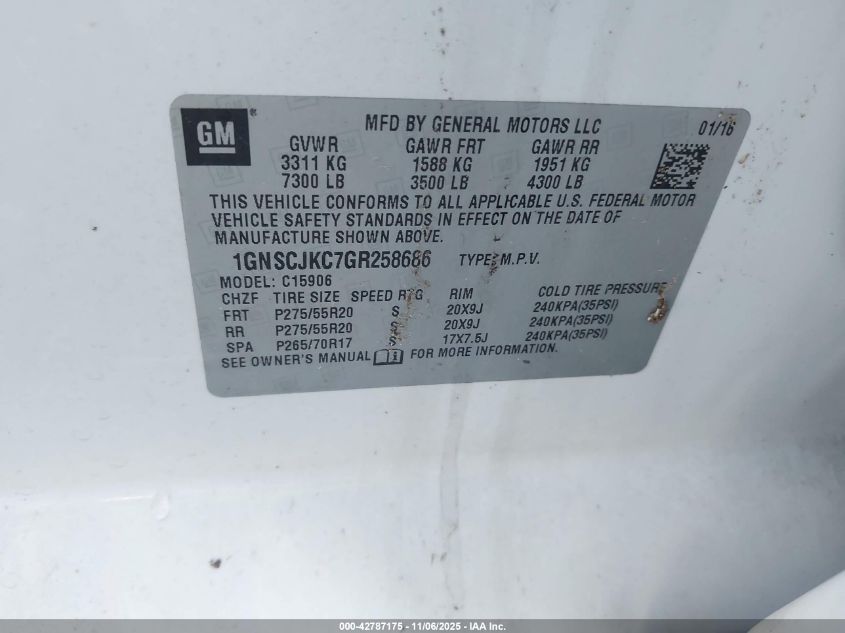 GM
MFD BY GENERAL MOTORS LLC 01/16
GVWR GAWR FRT GAWR RR
3311 KG 1588 KG 1951 KG
7300 LB 3500 LB 4300 LB
THIS VEHICLE CONFORMS TO ALL APPLICABLE U.S. FEDERAL MOTOR
VEHICLE SAFETY STANDARDS IN EFFECT ON THE DATE OF
MANUFACTURE SHOWN ABOVE.
1GNSCJKC7GR258686 TYPE: M.P.V.
MODEL: C15906
CHZF TIRE SIZE SPEED RTG RIM COLD TIRE PRESSURE
FRT P275/55R20 S 20X9J 240KPA(35PSI)
RR P275/55R20 S 20X9J 240KPA(35PSI)
SPA P265/70R17 S 17X7.5J 240KPA(35PSI)
SEE OWNER'S MANUAL FOR MORE INFORMATION.
000-42787175 - 11/06/2025 - IAA Inc.